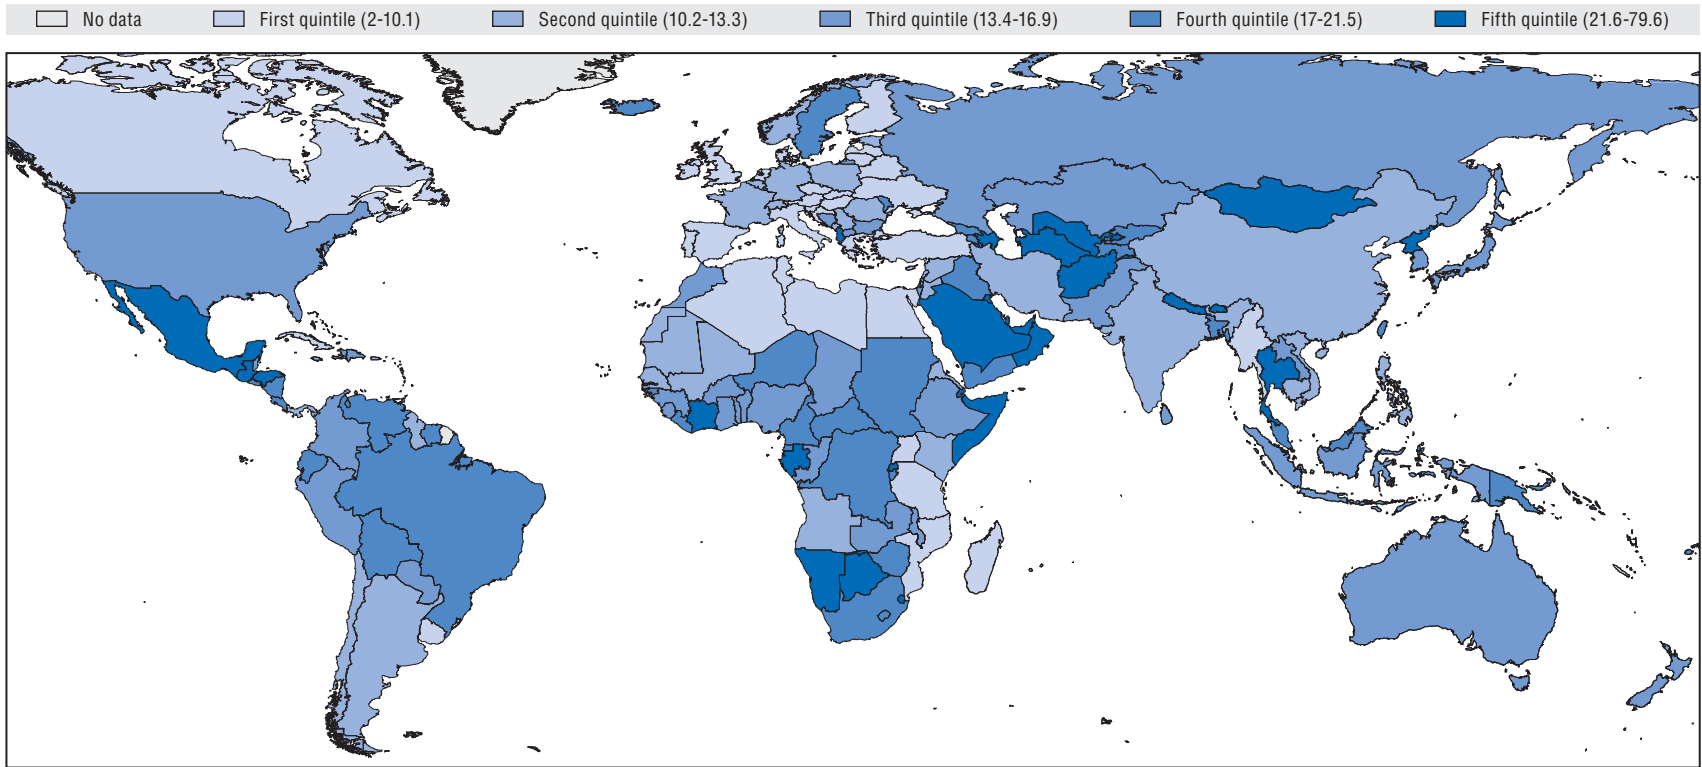 No data First quintile (2-10.1) Second quintile (10.2-13.3) Third quintile (13.4-16.9) Fourth quintile (17-21.5) Fifth quintile (21.6-79.6)